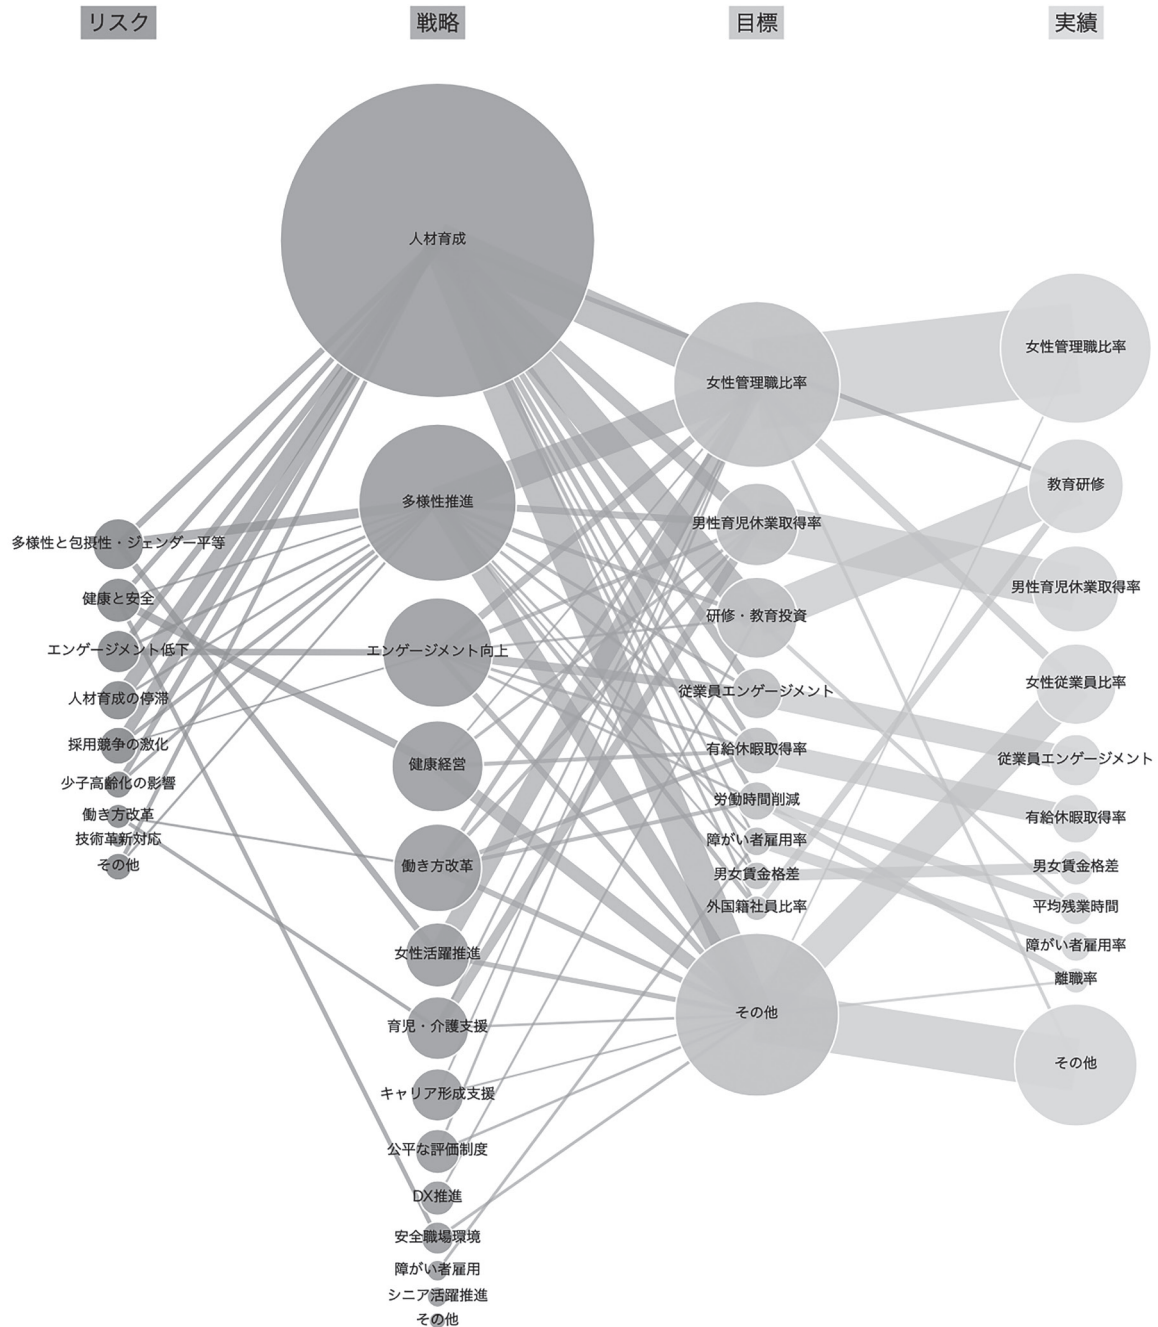 リスク
戦略
目標
実績
多様性と包摂性・ジェンダー平等
健康と安全
エンゲージメント低下
人材育成の停滞
採用競争の激化
少子高齢化の影響
働き方改革
技術革新対応
その他
人材育成
多様性推進
エンゲージメント向上
健康経営
働き方改革
女性活躍推進
育児・介護支援
キャリア形成支援
公平な評価制度
DX推進
安全職場環境
障がい者雇用
シニア活躍推進
その他
女性管理職比率
男性育児休業取得率
研修・教育投資
従業員エンゲージメント
有給休暇取得率
労働時間削減
障がい者雇用率
男女賃金格差
外国籍社員比率
その他
女性管理職比率
教育研修
男性育児休業取得率
女性従業員比率
従業員エンゲージメント
有給休暇取得率
男女賃金格差
平均残業時間
障がい者雇用率
離職率
その他